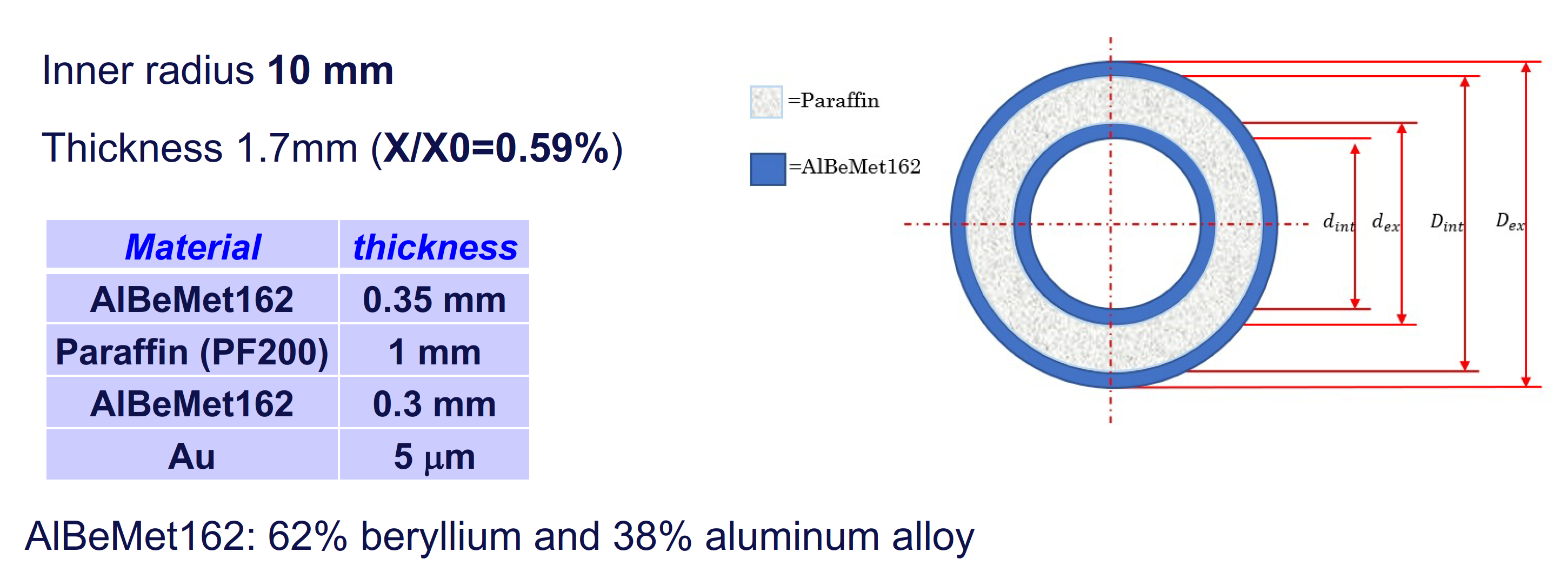 Inner radius 10 mm
Thickness 1.7mm (X/X0=0.59%)
Material thickness
AlBeMet162 0.35 mm
Paraffin (PF200) 1 mm
AlBeMet162 0.3 mm
Au 5 μm
=Paraffin
=AlBeMet162
d_int d_ex D_int D_ex
AlBeMet162: 62% beryllium and 38% aluminum alloy